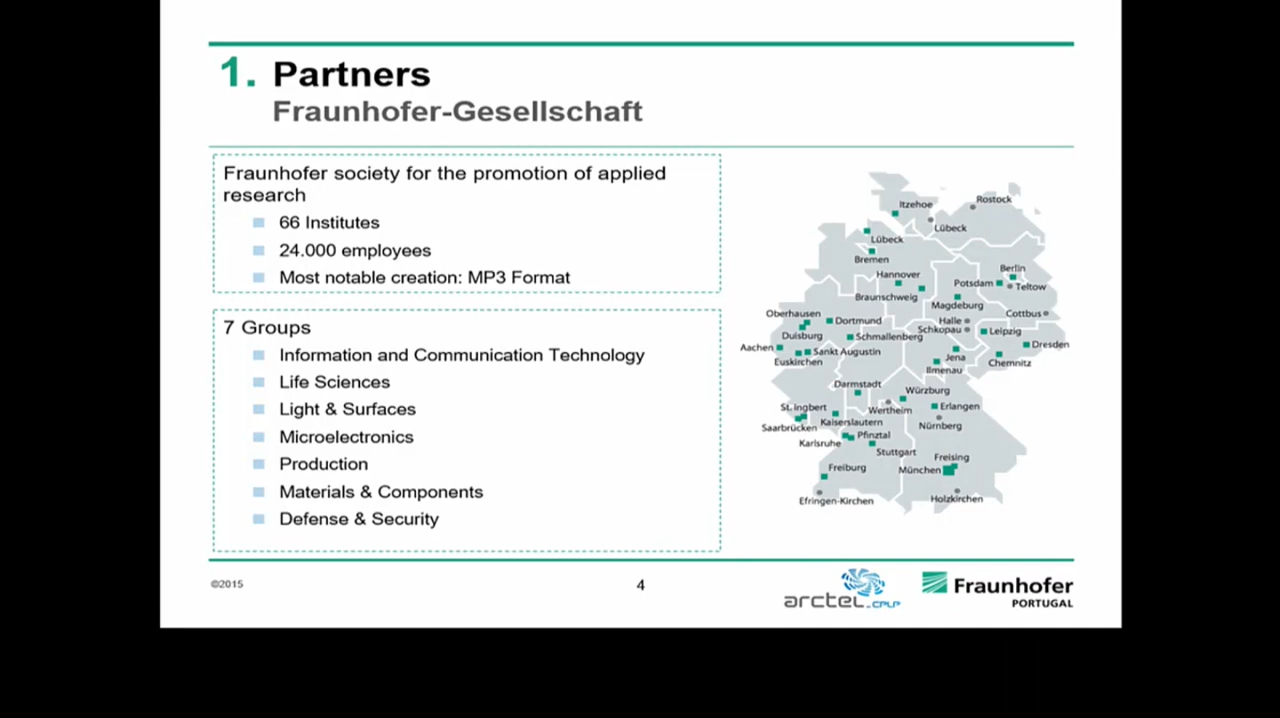 1. Partners
Fraunhofer-Gesellschaft
Fraunhofer society for the promotion of applied
research
66 Institutes
24.000 employees
Most notable creation: MP3 Format
7 Groups
Information and Communication Technology
Life Sciences
Light & Surfaces
Microelectronics
Production
Materials & Components
Defense & Security
Itzehoe
Rostock
Lübeck
Lübeck
Bremen
Hannover
Berlin
Potsdam
Teltow
Braunschweig
Magdeburg
Oberhausen
Dortmund
Halle
Cottbus
Duisburg
Schmallenberg
Schkopau
Leipzig
Aachen
Sankt Augustin
Dresden
Euskirchen
Jena
Chemnitz
Ilmenau
Darmstadt
Würzburg
St. Ingbert
Wertheim
Erlangen
Saarbrücken
Kaiserslautern
Nürnberg
Karlsruhe
Pfinztal
Stuttgart
Freising
Freiburg
München
Efringen-Kirchen
Holzkirchen
©2015
4
arctel-CPLP
Fraunhofer
PORTUGAL